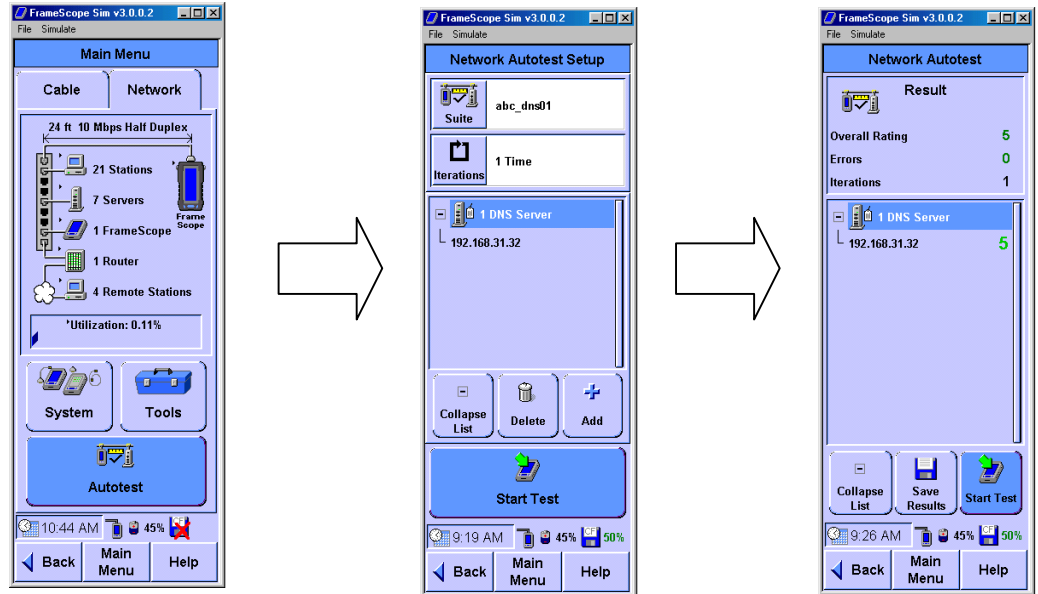 FrameScope Sim v3.0.0.2
File Simulate
Main Menu
Cable Network
24 ft 10 Mbps Half Duplex
21 Stations
7 Servers
Frame
Scope
1 FrameScope
1 Router
4 Remote Stations
Utilization: 0.11%
System Tools
Autotest
10:44 AM 45% CF
Back Main Menu Help
FrameScope Sim v3.0.0.2
File Simulate
Network Autotest Setup
Suite abc_dns01
Iterations 1 Time
1 DNS Server
192.168.31.32
Collapse List Delete Add
Start Test
9:19 AM 45% CF 50%
Back Main Menu Help
FrameScope Sim v3.0.0.2
File Simulate
Network Autotest
Result
Overall Rating 5
Errors 0
Iterations 1
1 DNS Server
192.168.31.32 5
Collapse List Save Results Start Test
9:26 AM 45% CF 50%
Back Main Menu Help